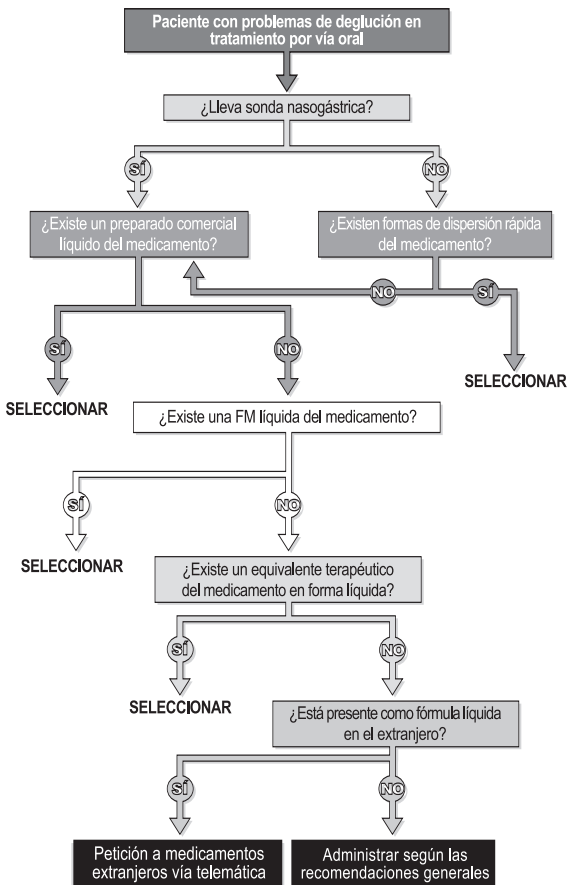 Paciente con problemas de deglución en
tratamiento por vía oral
¿Lleva sonda nasogástrica?
SÍ
NO
¿Existe un preparado comercial
líquido del medicamento?
¿Existen formas de dispersión rápida
del medicamento?
NO
SÍ
SÍ
NO
SELECCIONAR
SELECCIONAR
¿Existe una FM líquida del medicamento?
SÍ
NO
SELECCIONAR
¿Existe un equivalente terapéutico
del medicamento en forma líquida?
SÍ
NO
SELECCIONAR
¿Está presente como fórmula líquida
en el extranjero?
SÍ
NO
Petición a medicamentos
extranjeros vía telemática
Administrar según las
recomendaciones generales